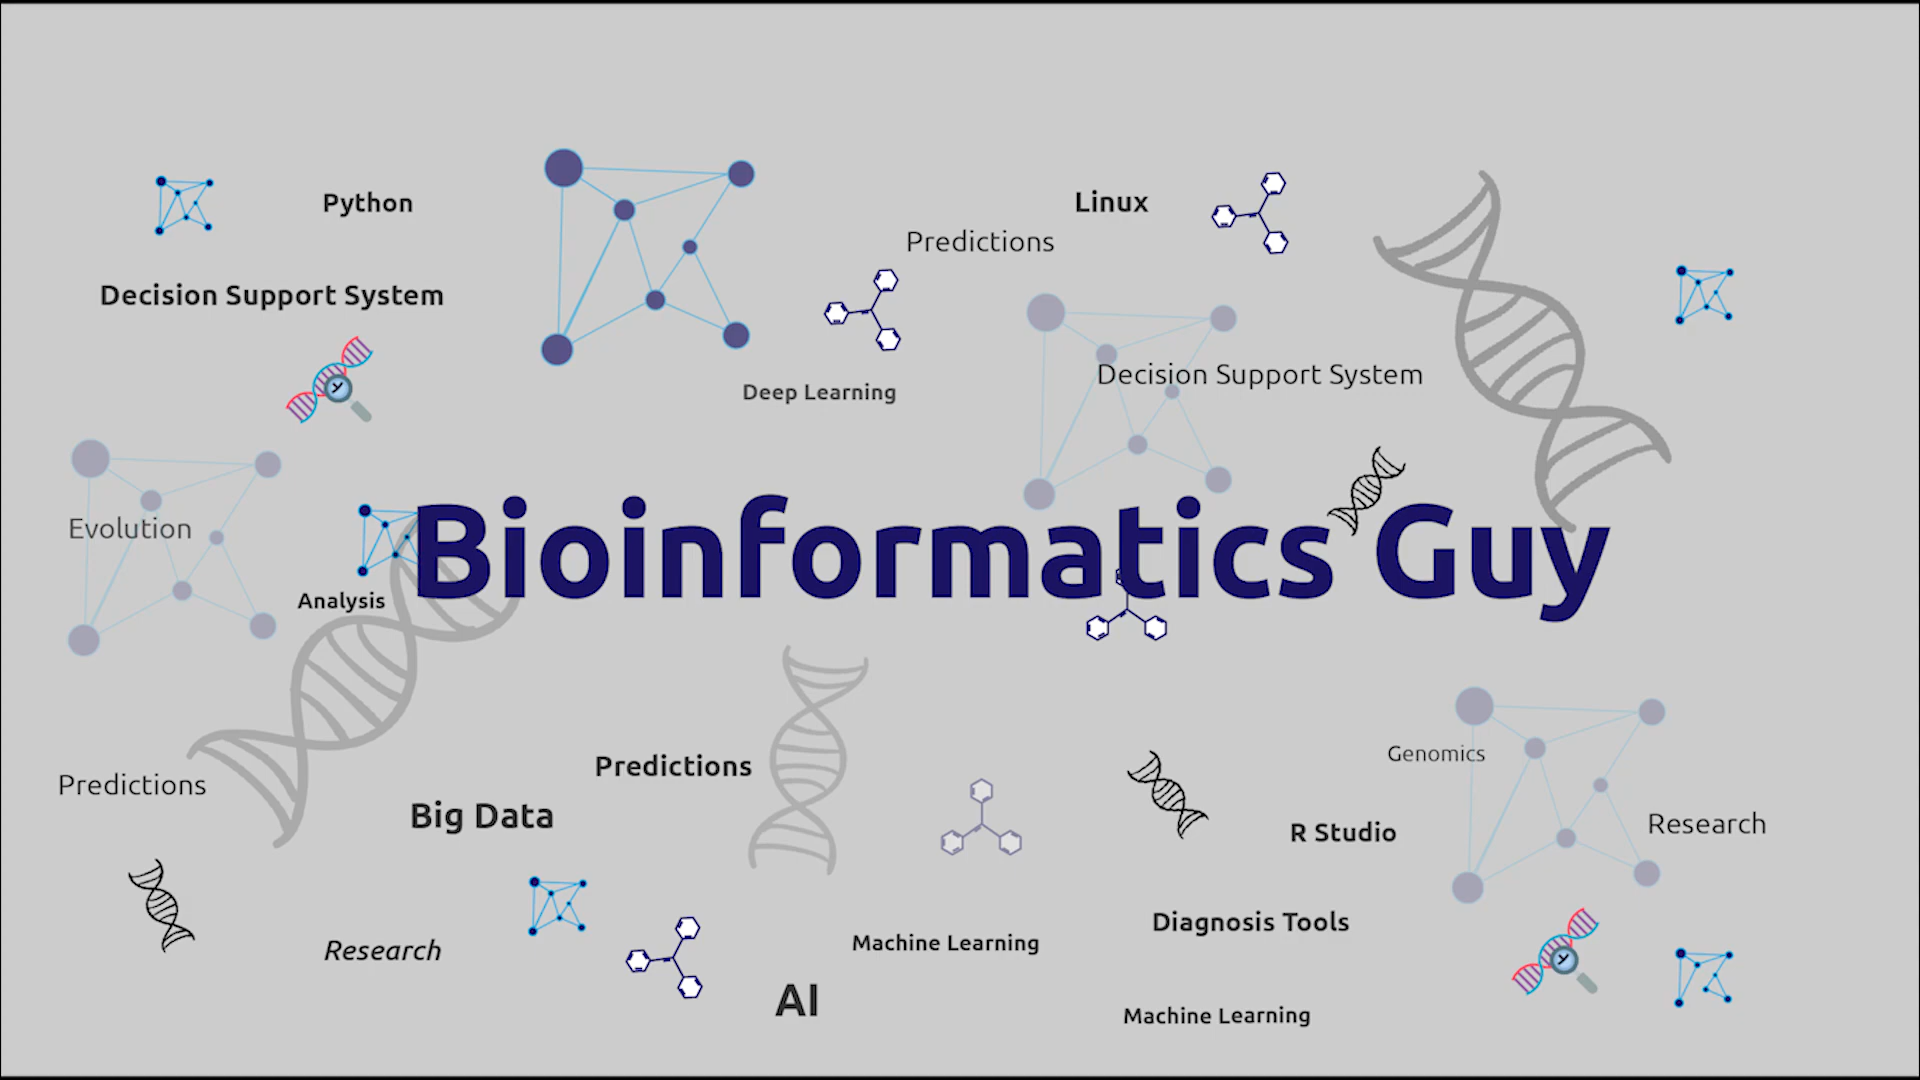 Python
Linux
Predictions
Decision Support System
Decision Support System
Deep Learning
Evolution
Bioinformatics Guy
Analysis
Genomics
Predictions
Predictions
Big Data
R Studio
Research
Diagnosis Tools
Research
Machine Learning
AI
Machine Learning